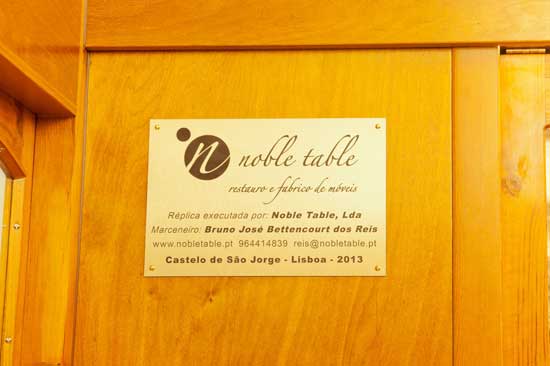 n noble table
restauro e fabrico de móveis
Réplica executada por: Noble Table, Lda
Marceneiro: Bruno José Bettencourt dos Reis
www.nobletable.pt 964414839 reis@nobletable.pt
Castelo de São Jorge - Lisboa - 2013